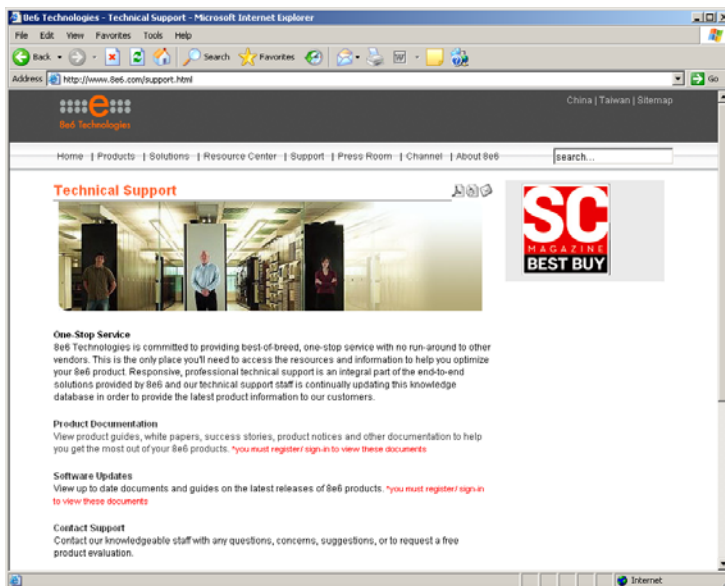 8e6 Technologies - Technical Support - Microsoft Internet Explorer
File Edit View Favorites Tools Help
Back Search Favorites
Address http://www.8e6.com/support.html Go
China | Taiwan | Sitemap
e
8e6 Technologies
Home | Products | Solutions | Resource Center | Support | Press Room | Channel | About 8e6 search...
Technical Support
SC
MAGAZINE
BEST BUY
One-Stop Service
8e6 Technologies is committed to providing best-of-breed, one-stop service with no run-around to other
vendors. This is the only place you'll need to access the resources and information to help you optimize
your 8e6 product. Responsive, professional technical support is an integral part of the end-to-end
solutions provided by 8e6 and our technical support staff is continually updating this knowledge
database in order to provide the latest product information to our customers.
Product Documentation
View product guides, white papers, success stories, product notices and other documentation to help
you get the most out of your 8e6 products. *you must register/ sign-in to view these documents
Software Updates
View up to date documents and guides on the latest releases of 8e6 products. *you must register/ sign-in
to view these documents
Contact Support
Contact our knowledgeable staff with any questions, concerns, suggestions, or to request a free
product evaluation.
Internet